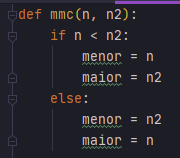 def mmc(n, n2):
    if n < n2:
        menor = n
        maior = n2
    else:
        menor = n2
        maior = n